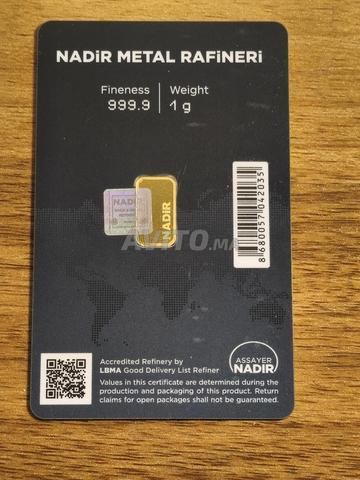 NADiR METAL RAFiNERi
Fineness Weight
999.9 1 g
NADIR
NADIR
AVITO.MA
8680057042035
Accredited Refinery by
LBMA Good Delivery List Refiner
Values in this certificate are determined during the
production and packaging of this product. Return
claims for open packages shall not be guaranteed.
ASSAYER
NADIR